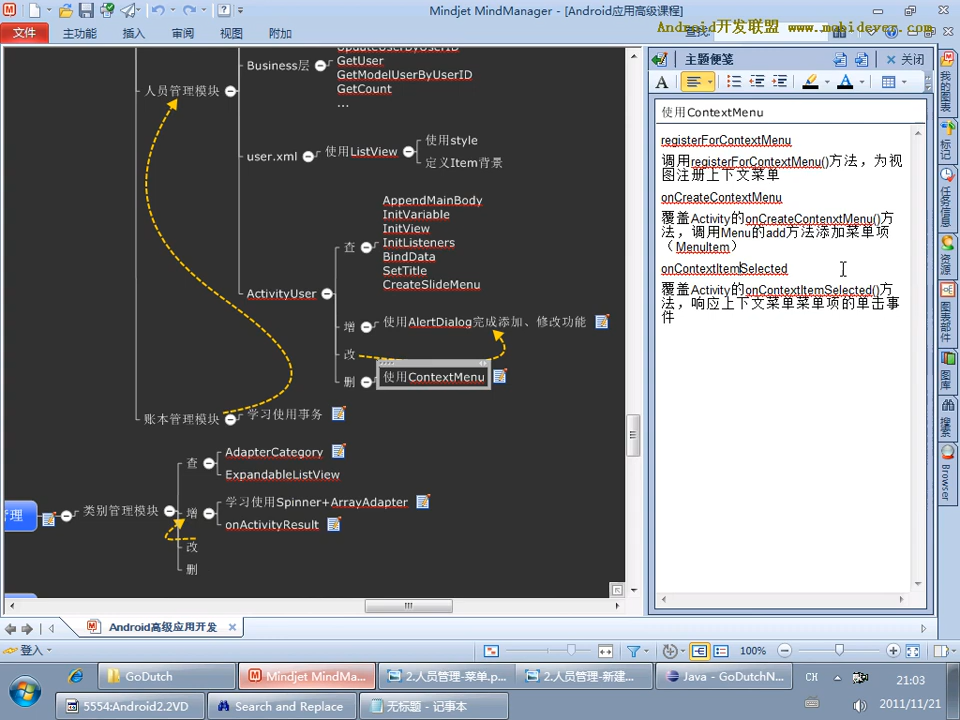 Mindjet MindManager - [Android应用高级课程]
Android开发联盟 www.mobidever.com
文件
主功能
插入
审阅
视图
附加
UpdateUserByUserID
Business层
GetUser
GetModelUserByUserID
GetCount
...
人员管理模块
使用style
user.xml
使用ListView
定义Item背景
AppendMainBody
InitVariable
InitView
查
InitListeners
BindData
SetTitle
CreateSlideMenu
ActivityUser
增
使用AlertDialog完成添加、修改功能
改
删
使用ContextMenu
账本管理模块
学习使用事务
AdapterCategory
查
ExpandableListView
管理
类别管理模块
增
学习使用Spinner+ArrayAdapter
onActivityResult
改
删
主题便笺
关闭
使用ContextMenu
registerForContextMenu
调用registerForContextMenu()方法，为视
图注册上下文菜单
onCreateContextMenu
覆盖Activity的onCreateContenxtMenu()方
法，调用Menu的add方法添加菜单项
（MenuItem）
onContextItemSelected
覆盖Activity的onContextItemSelected()方
法，响应上下文菜单菜单项的单击事
件
我的图表
标记
任务信息
资源
图表部件
图库
搜索
Browser
Android高级应用开发
登入
100%
GoDutch
Mindjet MindMa...
2.人员管理-菜单.p...
2.人员管理-新建...
Java - GoDutchN...
CH
21:03
5554:Android2.2VD
Search and Replace
无标题 - 记事本
2011/11/21